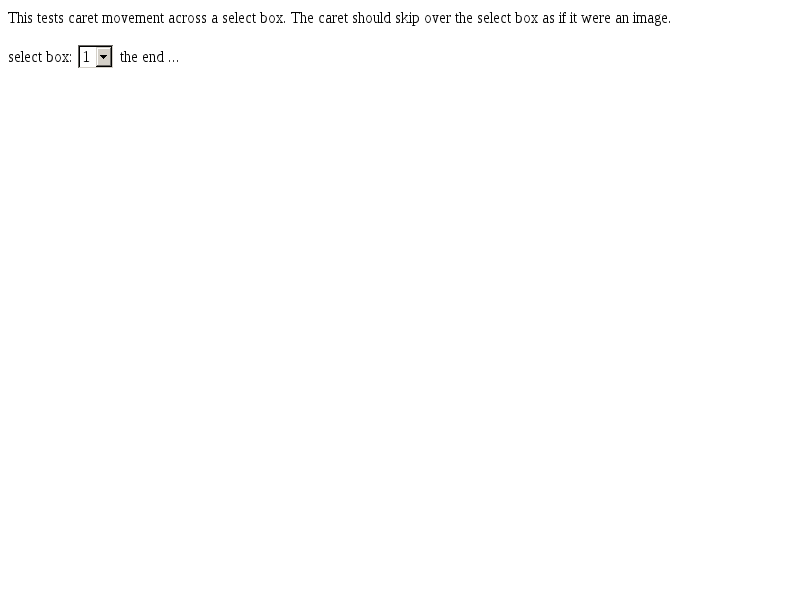 This tests caret movement across a select box. The caret should skip over the select box as if it were an image.
select box: 1 the end ...